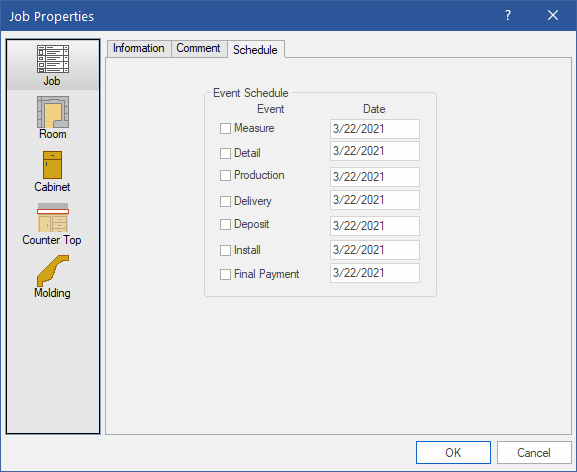 Job Properties
?
Information Comment Schedule
Job
Room
Cabinet
Counter Top
Molding
Event Schedule
Event Date
Measure 3/22/2021
Detail 3/22/2021
Production 3/22/2021
Delivery 3/22/2021
Deposit 3/22/2021
Install 3/22/2021
Final Payment 3/22/2021
OK Cancel